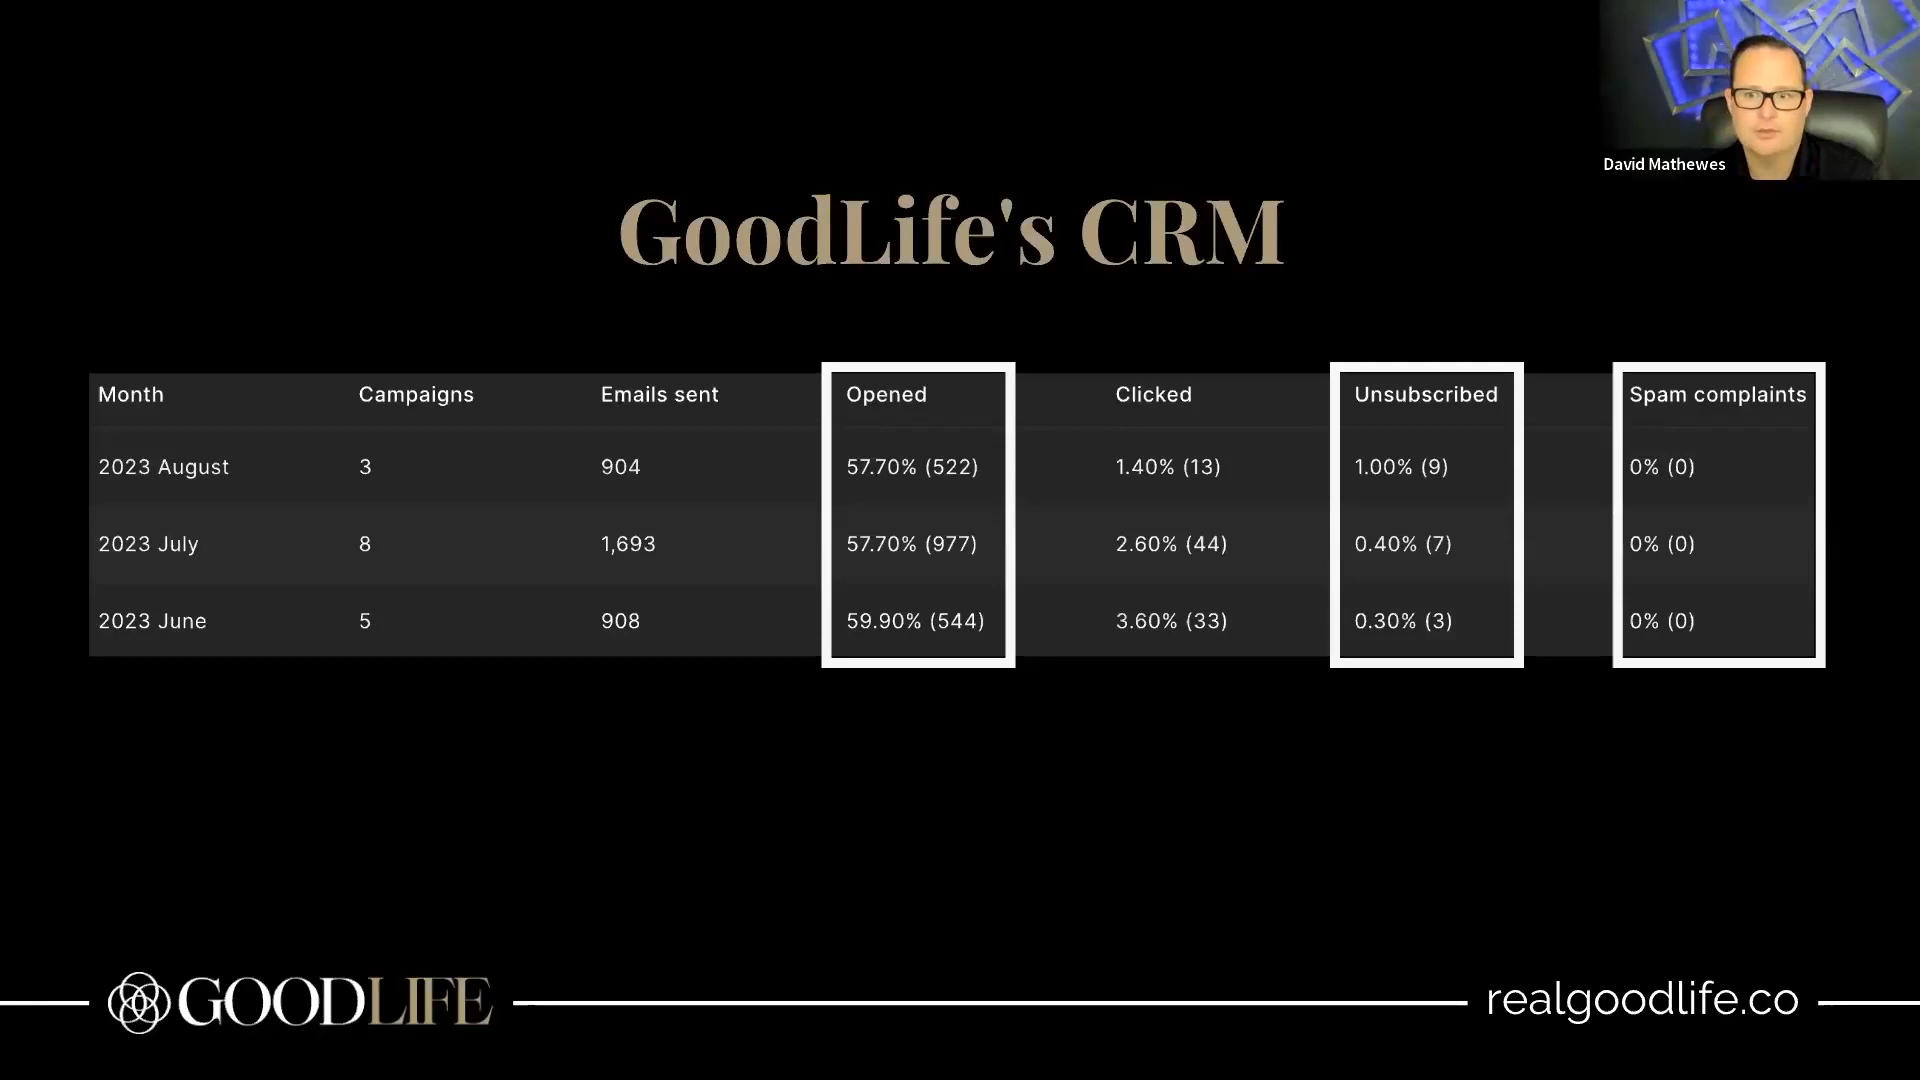 David Mathewes
GoodLife's CRM
Month Campaigns Emails sent Opened Clicked Unsubscribed Spam complaints
2023 August 3 904 57.70% (522) 1.40% (13) 1.00% (9) 0% (0)
2023 July 8 1,693 57.70% (977) 2.60% (44) 0.40% (7) 0% (0)
2023 June 5 908 59.90% (544) 3.60% (33) 0.30% (3) 0% (0)
GOODLIFE realgoodlife.co